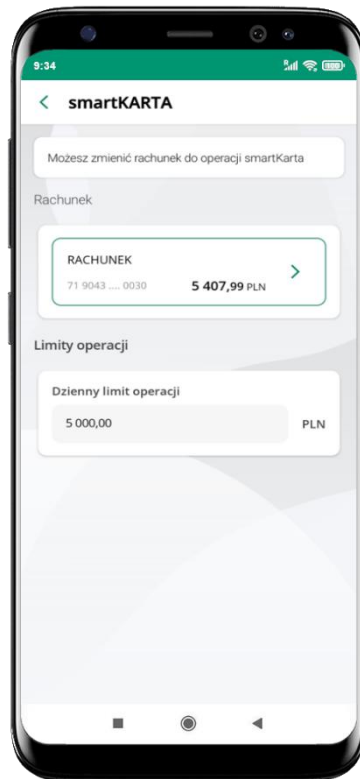 9:34
smartKARTA
Możesz zmienić rachunek do operacji smartKarta
Rachunek
RACHUNEK
71 9043 .... 0030 5 407,99 PLN
Limity operacji
Dzienny limit operacji
5 000,00 PLN